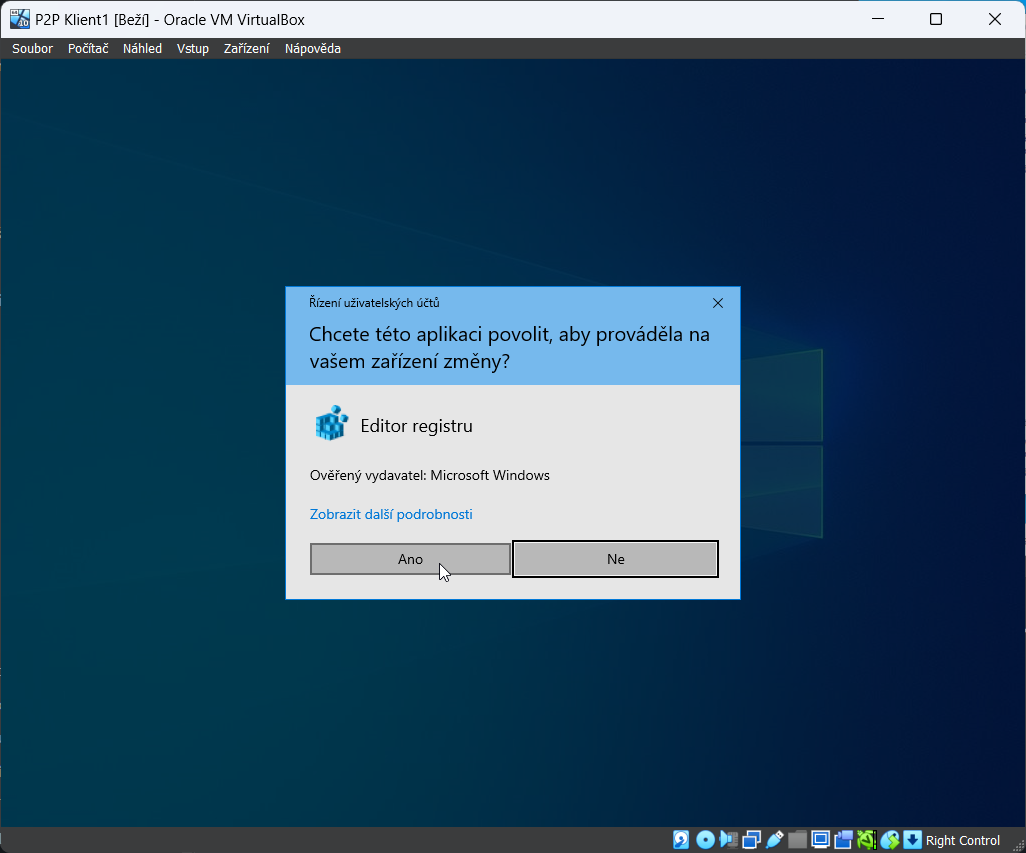 P2P Klient1 [Beží] - Oracle VM VirtualBox
Soubor Počítač Náhled Vstup Zařízení Nápověda
Řízení uživatelských účtů
Chcete této aplikaci povolit, aby prováděla na
vašem zařízení změny?
Editor registru
Ověřený vydavatel: Microsoft Windows
Zobrazit další podrobnosti
Ano Ne
Right Control